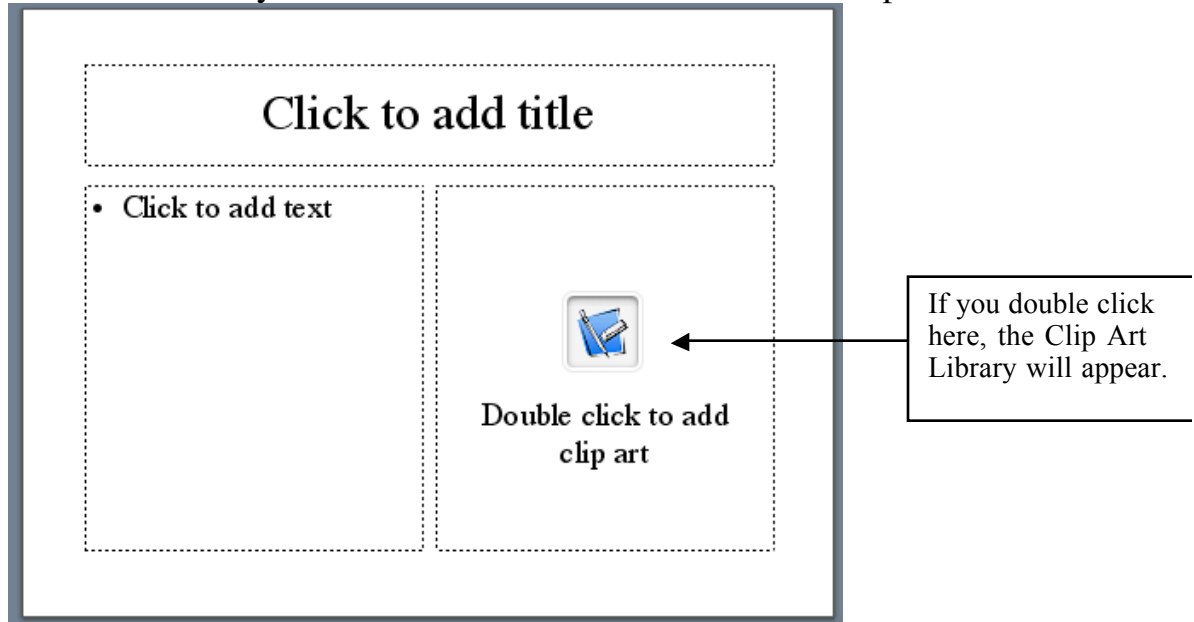 Click to add title
• Click to add text
Double click to add
clip art
If you double click
here, the Clip Art
Library will appear.